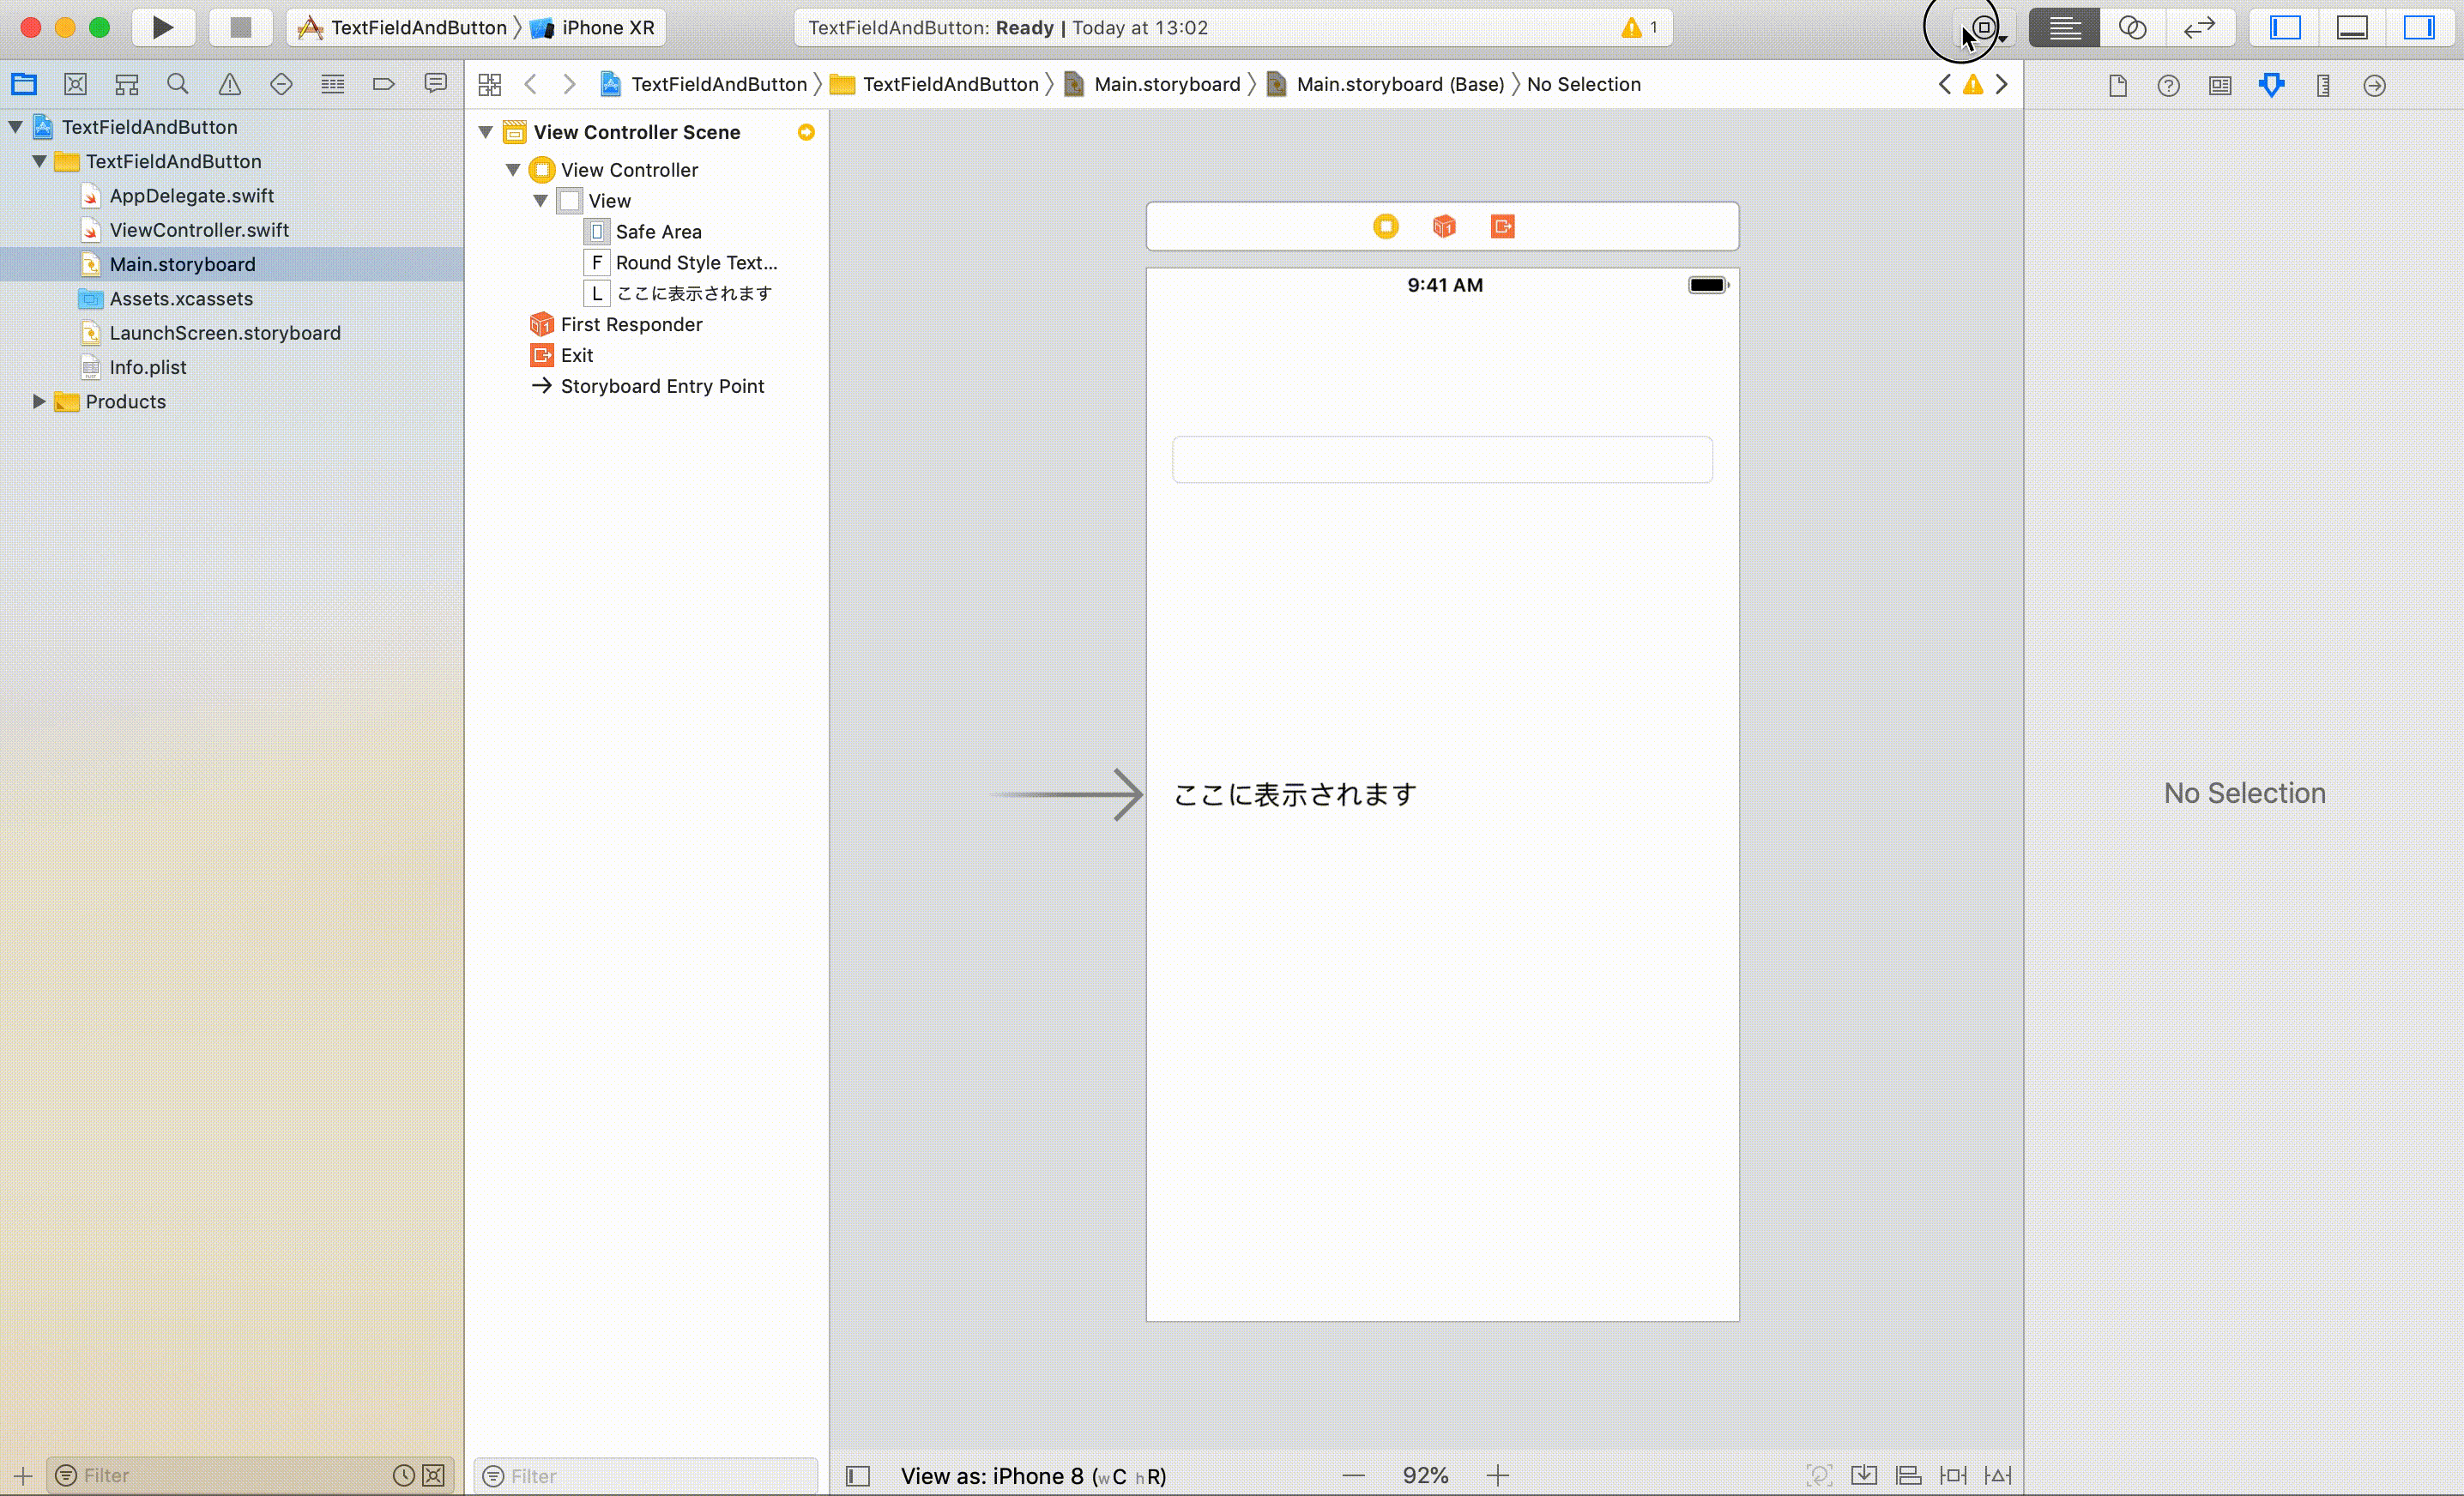 TextFieldAndButton 〉 iPhone XR
TextFieldAndButton: Ready | Today at 13:02
1
TextFieldAndButton 〉 TextFieldAndButton 〉 Main.storyboard 〉 Main.storyboard (Base) 〉 No Selection
TextFieldAndButton
TextFieldAndButton
AppDelegate.swift
ViewController.swift
Main.storyboard
Assets.xcassets
LaunchScreen.storyboard
Info.plist
Products
View Controller Scene
View Controller
View
Safe Area
F Round Style Text...
L ここに表示されます
First Responder
Exit
Storyboard Entry Point
9:41 AM
ここに表示されます
No Selection
Filter
Filter
View as: iPhone 8 (wC hR)
92%